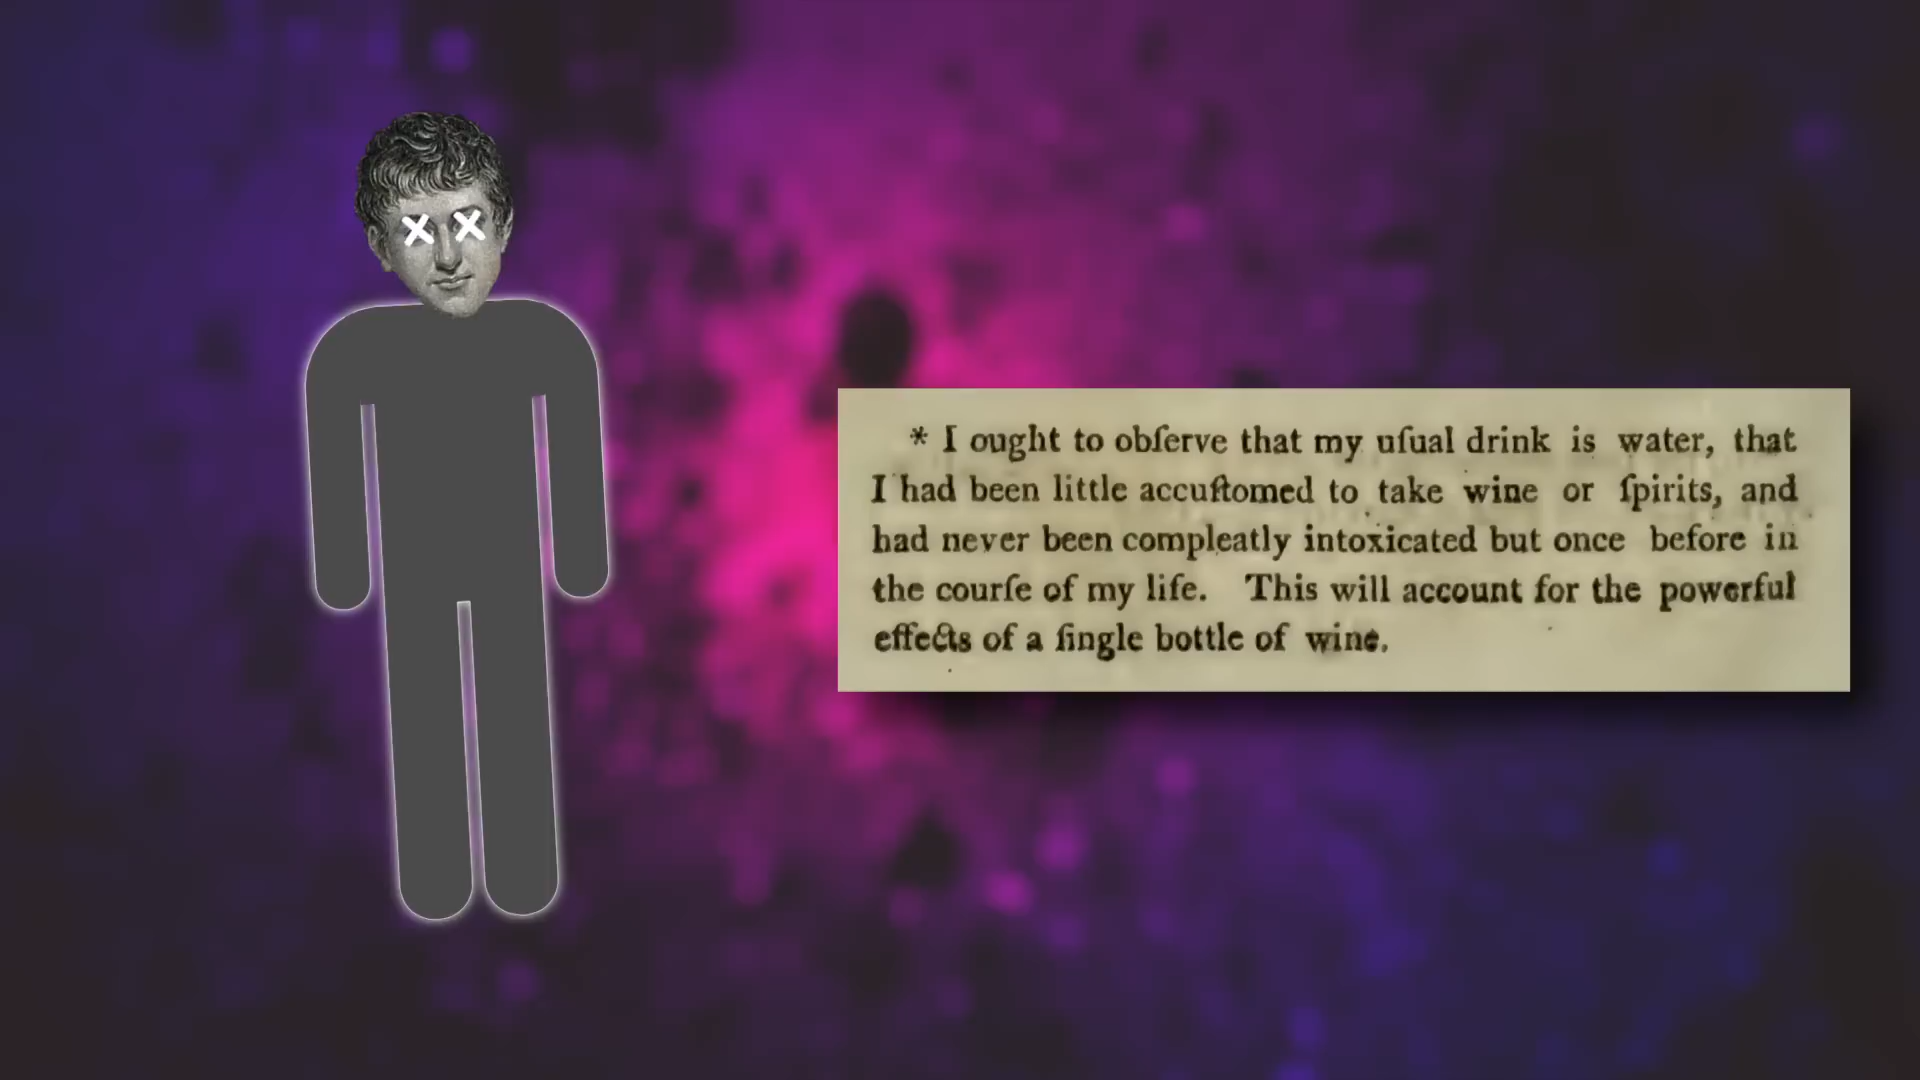 * I ought to obſerve that my uſual drink is water, that
I had been little accuſtomed to take wine or ſpirits, and
had never been compleatly intoxicated but once before in
the courſe of my life. This will account for the powerful
effects of a ſingle bottle of wine.